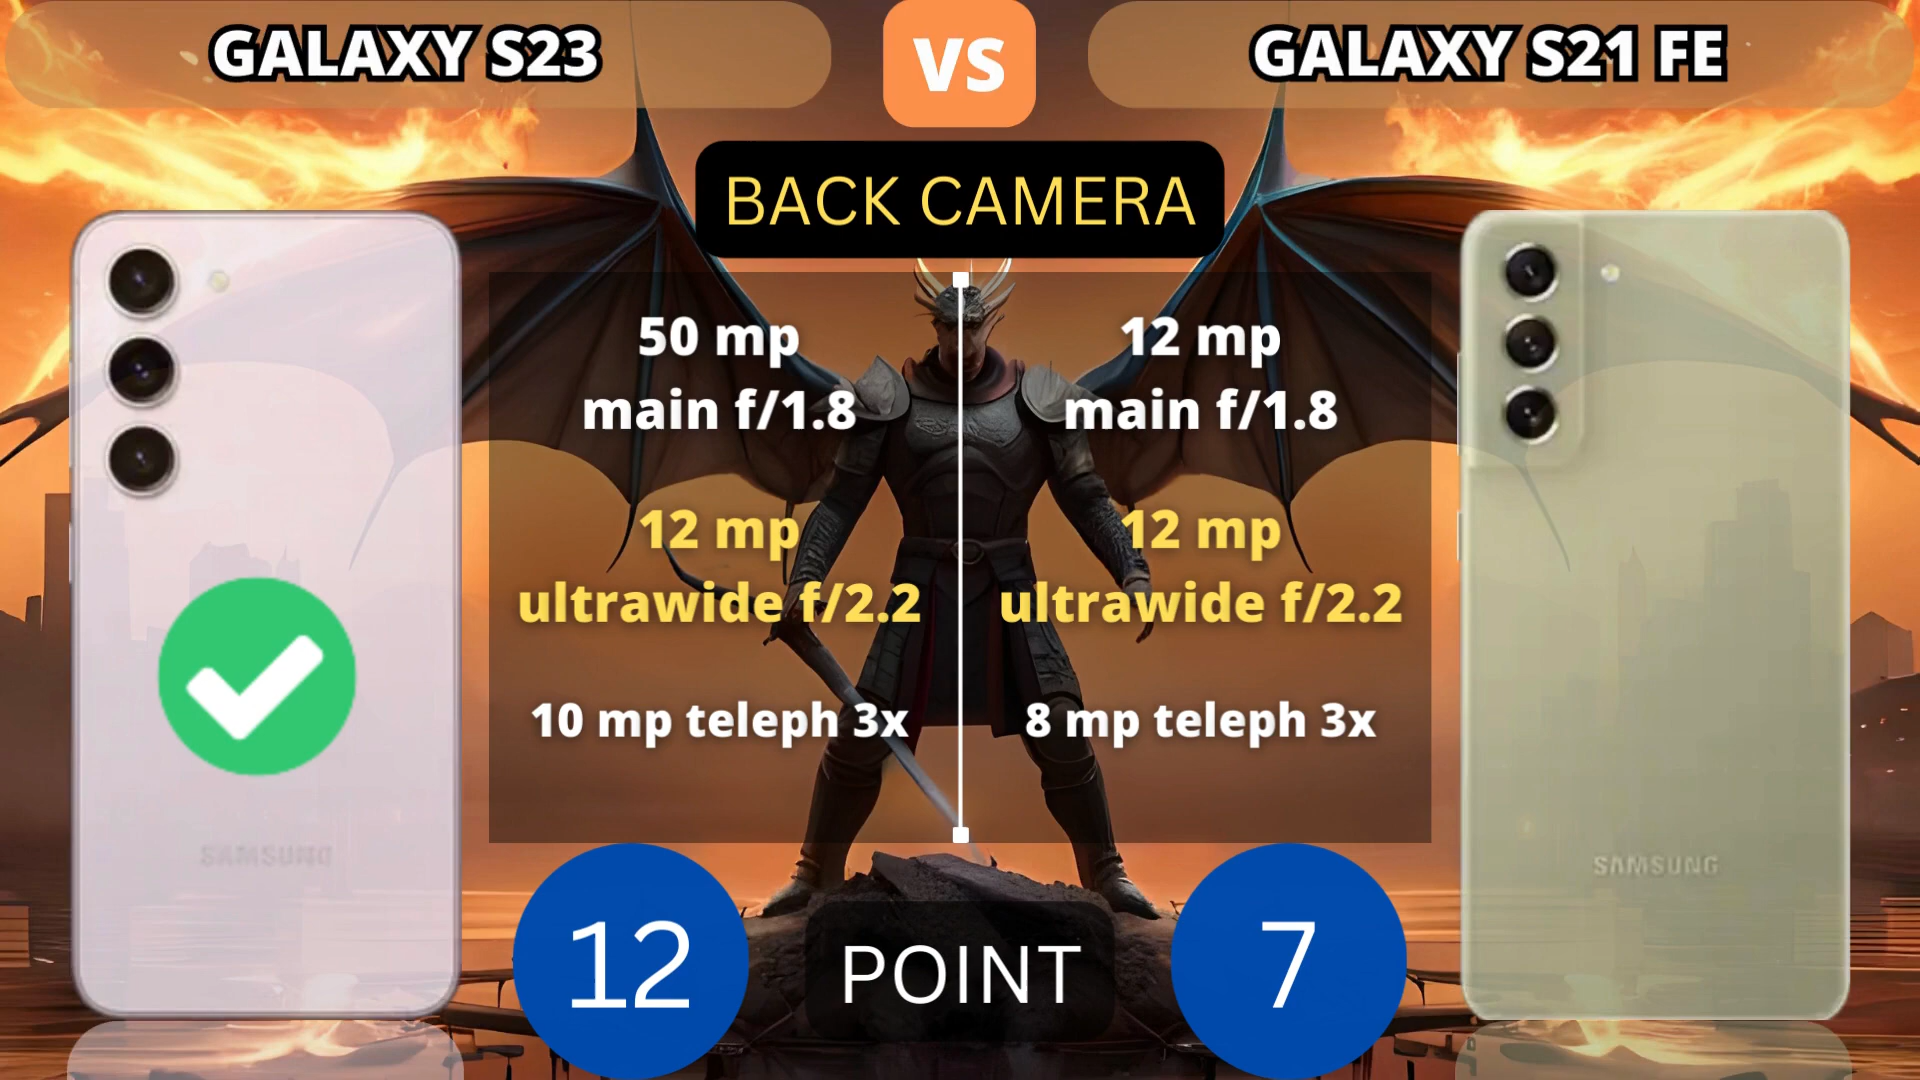 GALAXY S23
VS
GALAXY S21 FE
BACK CAMERA
50 mp
main f/1.8
12 mp
ultrawide f/2.2
10 mp teleph 3x
12 mp
main f/1.8
12 mp
ultrawide f/2.2
8 mp teleph 3x
SAMSUNG
SAMSUNG
12
POINT
7